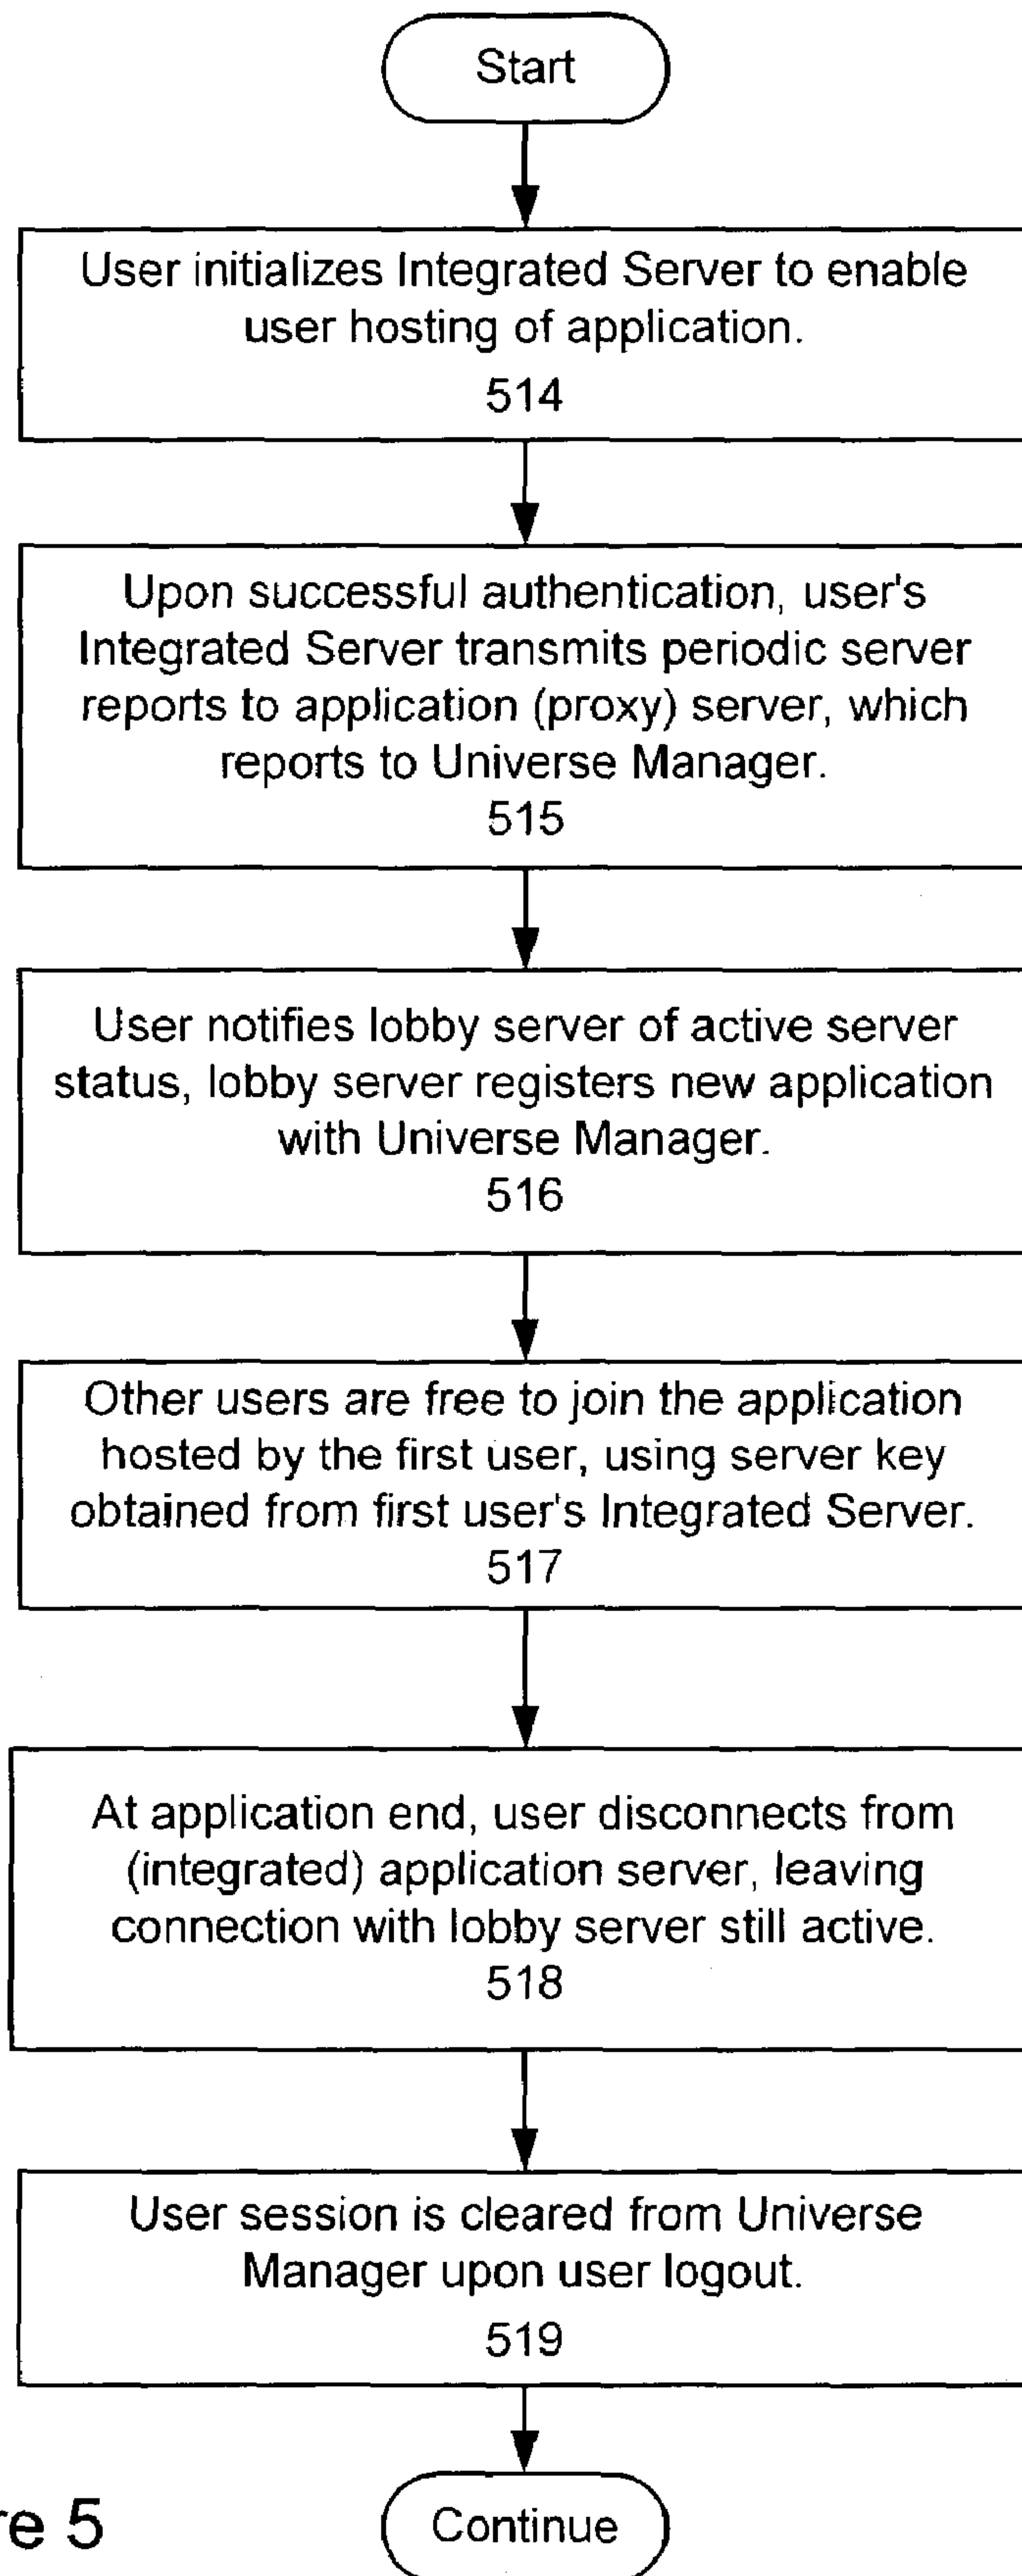 Start
User initializes Integrated Server to enable
user hosting of application.
514
Upon successful authentication, user's
Integrated Server transmits periodic server
reports to application (proxy) server, which
reports to Universe Manager.
515
User notifies lobby server of active server
status, lobby server registers new application
with Universe Manager.
516
Other users are free to join the application
hosted by the first user, using server key
obtained from first user's Integrated Server.
517
At application end, user disconnects from
(integrated) application server, leaving
connection with lobby server still active.
518
User session is cleared from Universe
Manager upon user logout.
519
Continue
re 5